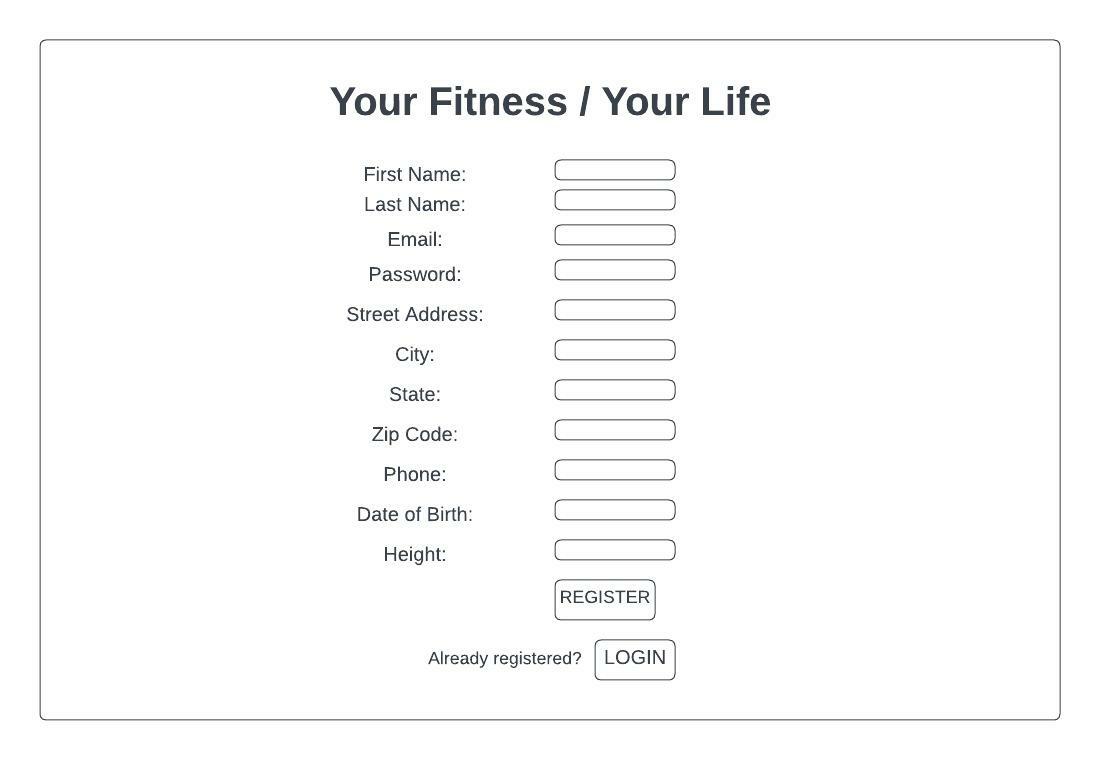 Your Fitness / Your Life
First Name:
Last Name:
Email:
Password:
Street Address:
City:
State:
Zip Code:
Phone:
Date of Birth:
Height:
REGISTER
Already registered? LOGIN